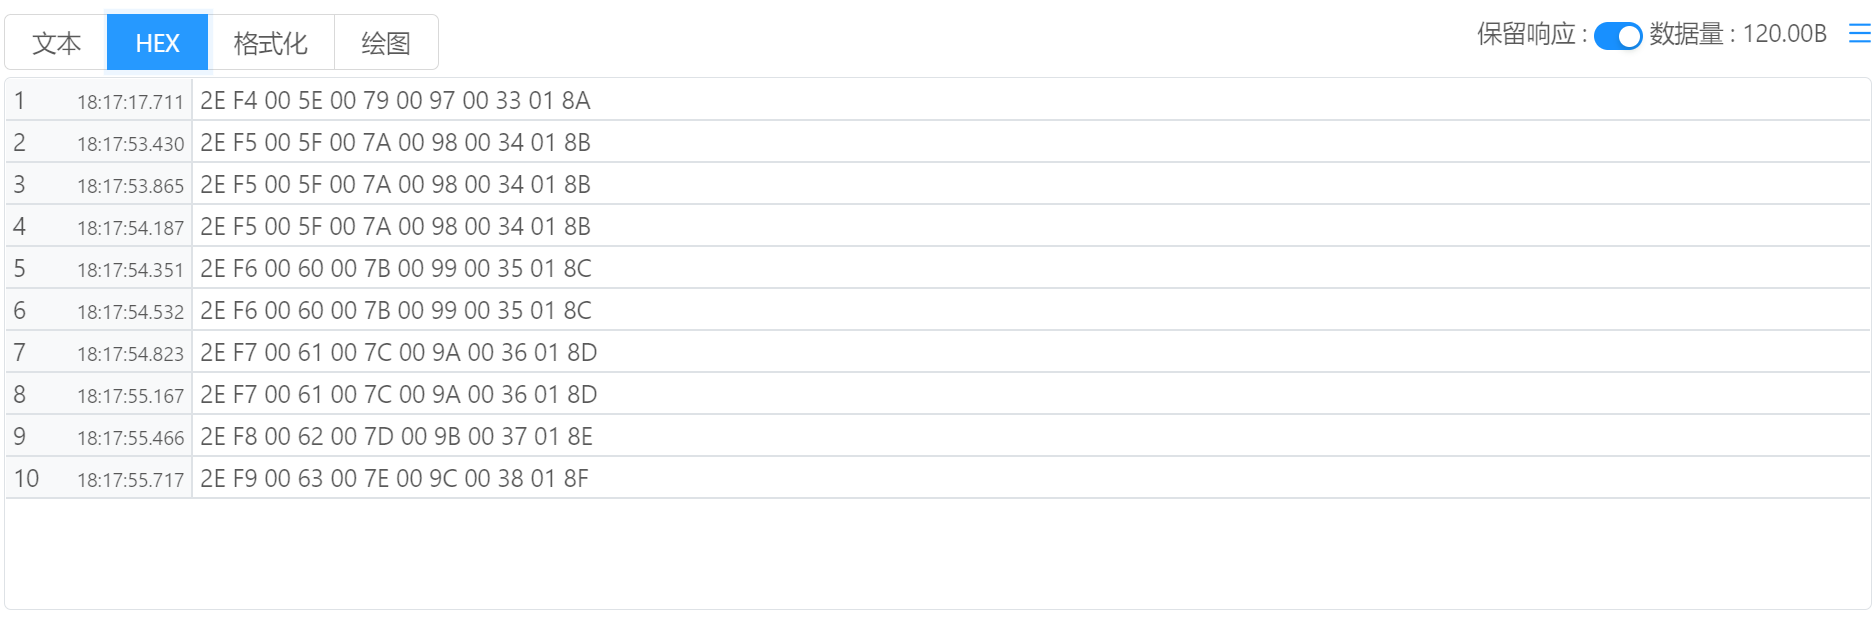 文本 HEX 格式化 绘图 保留响应 : 数据量 : 120.00B
1 18:17:17.711 2E F4 00 5E 00 79 00 97 00 33 01 8A
2 18:17:53.430 2E F5 00 5F 00 7A 00 98 00 34 01 8B
3 18:17:53.865 2E F5 00 5F 00 7A 00 98 00 34 01 8B
4 18:17:54.187 2E F5 00 5F 00 7A 00 98 00 34 01 8B
5 18:17:54.351 2E F6 00 60 00 7B 00 99 00 35 01 8C
6 18:17:54.532 2E F6 00 60 00 7B 00 99 00 35 01 8C
7 18:17:54.823 2E F7 00 61 00 7C 00 9A 00 36 01 8D
8 18:17:55.167 2E F7 00 61 00 7C 00 9A 00 36 01 8D
9 18:17:55.466 2E F8 00 62 00 7D 00 9B 00 37 01 8E
10 18:17:55.717 2E F9 00 63 00 7E 00 9C 00 38 01 8F